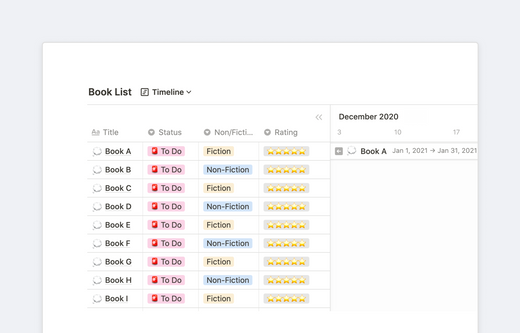 Book List Timeline
December 2020
Title Status Non/Ficti... Rating 3 10 17
Book A To Do Fiction Book A Jan 1, 2021 → Jan 31, 2021
Book B To Do Non-Fiction
Book C To Do Fiction
Book D To Do Non-Fiction
Book E To Do Fiction
Book F To Do Non-Fiction
Book G To Do Fiction
Book H To Do Non-Fiction
Book I To Do Fiction